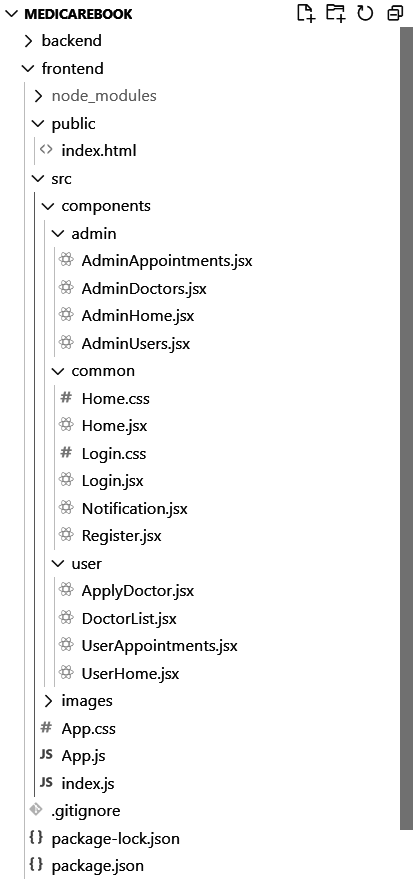 MEDICAREBOOK
backend
frontend
node_modules
public
<> index.html
src
components
admin
AdminAppointments.jsx
AdminDoctors.jsx
AdminHome.jsx
AdminUsers.jsx
common
# Home.css
Home.jsx
# Login.css
Login.jsx
Notification.jsx
Register.jsx
user
ApplyDoctor.jsx
DoctorList.jsx
UserAppointments.jsx
UserHome.jsx
images
# App.css
JS App.js
JS index.js
.gitignore
{} package-lock.json
{} package.json